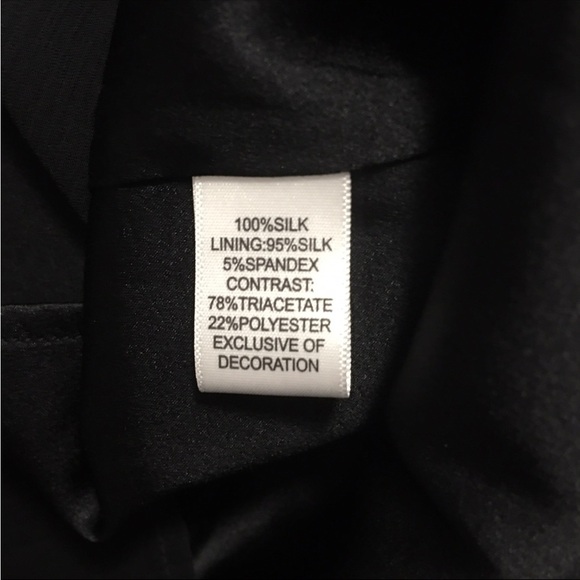 100%SILK
LINING:95%SILK
5%SPANDEX
CONTRAST:
78%TRIACETATE
22%POLYESTER
EXCLUSIVE OF
DECORATION